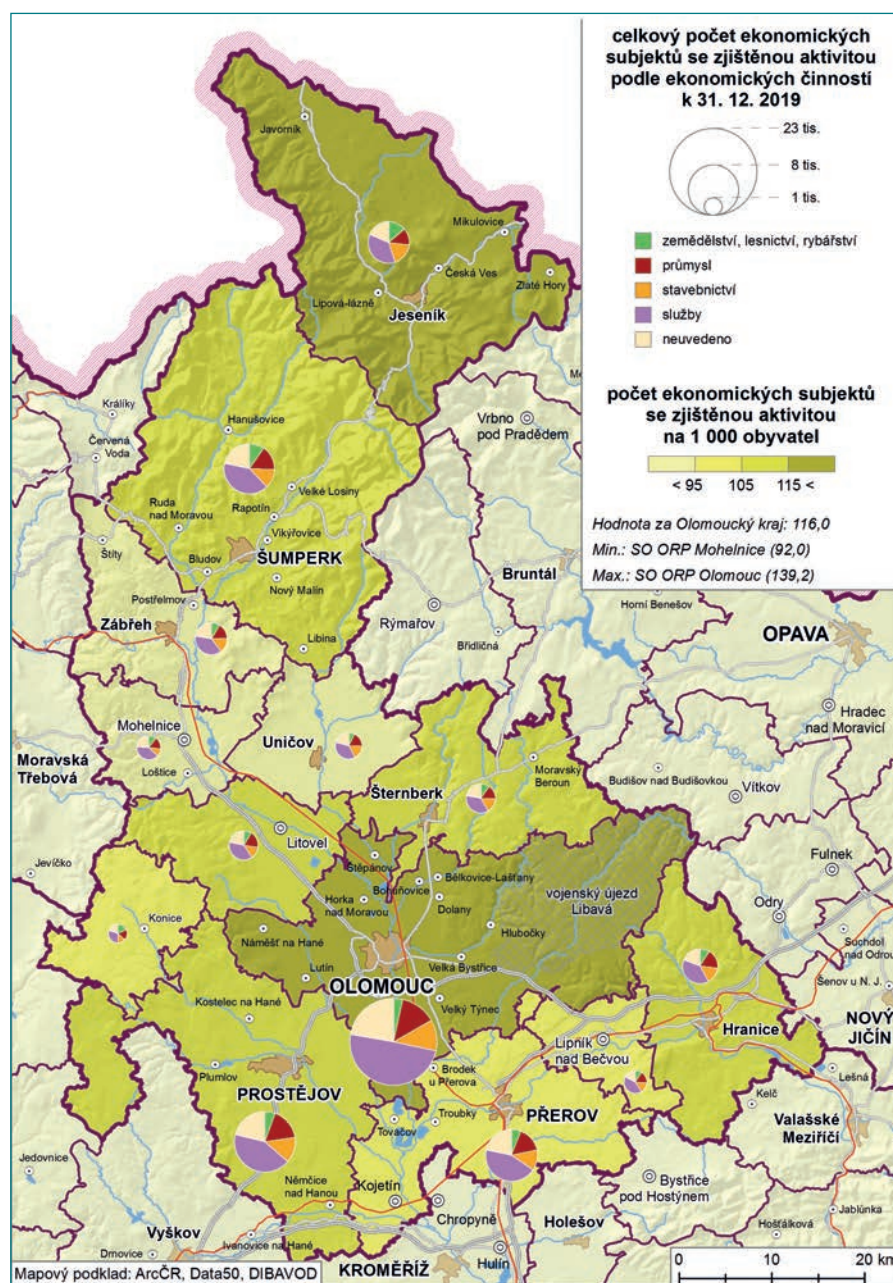 celkový počet ekonomických
subjektů se zjištěnou aktivitou
podle ekonomických činností
k 31. 12. 2019
23 tis.
8 tis.
1 tis.
zemědělství, lesnictví, rybářství
průmysl
stavebnictví
služby
neuvedeno
počet ekonomických subjektů
se zjištěnou aktivitou
na 1 000 obyvatel
< 95 105 115 <
Hodnota za Olomoucký kraj: 116,0
Min.: SO ORP Mohelnice (92,0)
Max.: SO ORP Olomouc (139,2)
Javorník
Mikulovice
Česká Ves
Zlaté Hory
Lipová-lázně
Jeseník
Králíky
Hanušovice
Vrbno
pod Pradědem
Červená
Voda
Velké Losiny
Ruda
nad Moravou
Rapotín
Vikýřovice
Štíty
Bludov
ŠUMPERK
Bruntál
Nový Malín
Postřelmov
Rýmařov
Horní Benešov
Zábřeh
Libina
Břidličná
OPAVA
Mohelnice
Uničov
Hradec
nad Moravicí
Moravská
Třebová
Loštice
Moravský
Beroun
Budišov nad Budišovkou
Vítkov
Šternberk
Litovel
Jevíčko
Štěpánov
Fulnek
Bohuňovice
Bělkovice-Lašťany
vojenský újezd
Libavá
Horka
nad Moravou
Dolany
Odry
Konice
Náměšť na Hané
Hlubočky
Suchdol
nad Odrou
Velká Bystřice
Lutín
OLOMOUC
Šenov u N. J.
Kostelec na Hané
Velký Týnec
NOVÝ
JIČÍN
Lipník
nad Bečvou
Hranice
Plumlov
Brodek
u Přerova
Lešná
PROSTĚJOV
Kelč
PŘEROV
Troubky
Tovačov
Valašské
Meziříčí
Jedovnice
Němčice
nad Hanou
Kojetín
Bystřice
pod Hostýnem
Chropyně
Jablůnka
Vyškov
Holešov
Hošťálková
Drnovice
Ivanovice na Hané
Hulín
KROMĚŘÍŽ
0 10 20 km
Mapový podklad: ArcČR, Data50, DIBAVOD